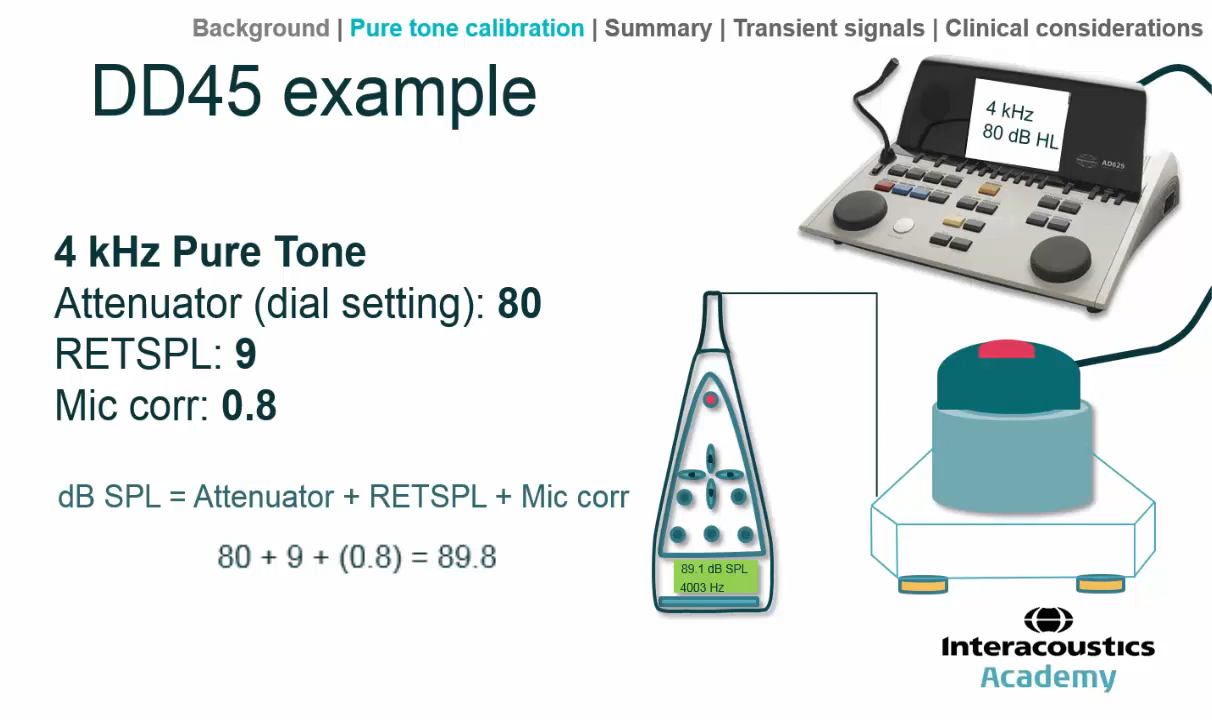 Background | Pure tone calibration | Summary | Transient signals | Clinical considerations
DD45 example
4 kHz
80 dB HL
AD629
4 kHz Pure Tone
Attenuator (dial setting): 80
RETSPL: 9
Mic corr: 0.8
dB SPL = Attenuator + RETSPL + Mic corr
80 + 9 + (0.8) = 89.8
89.1 dB SPL
4003 Hz
Interacoustics
Academy